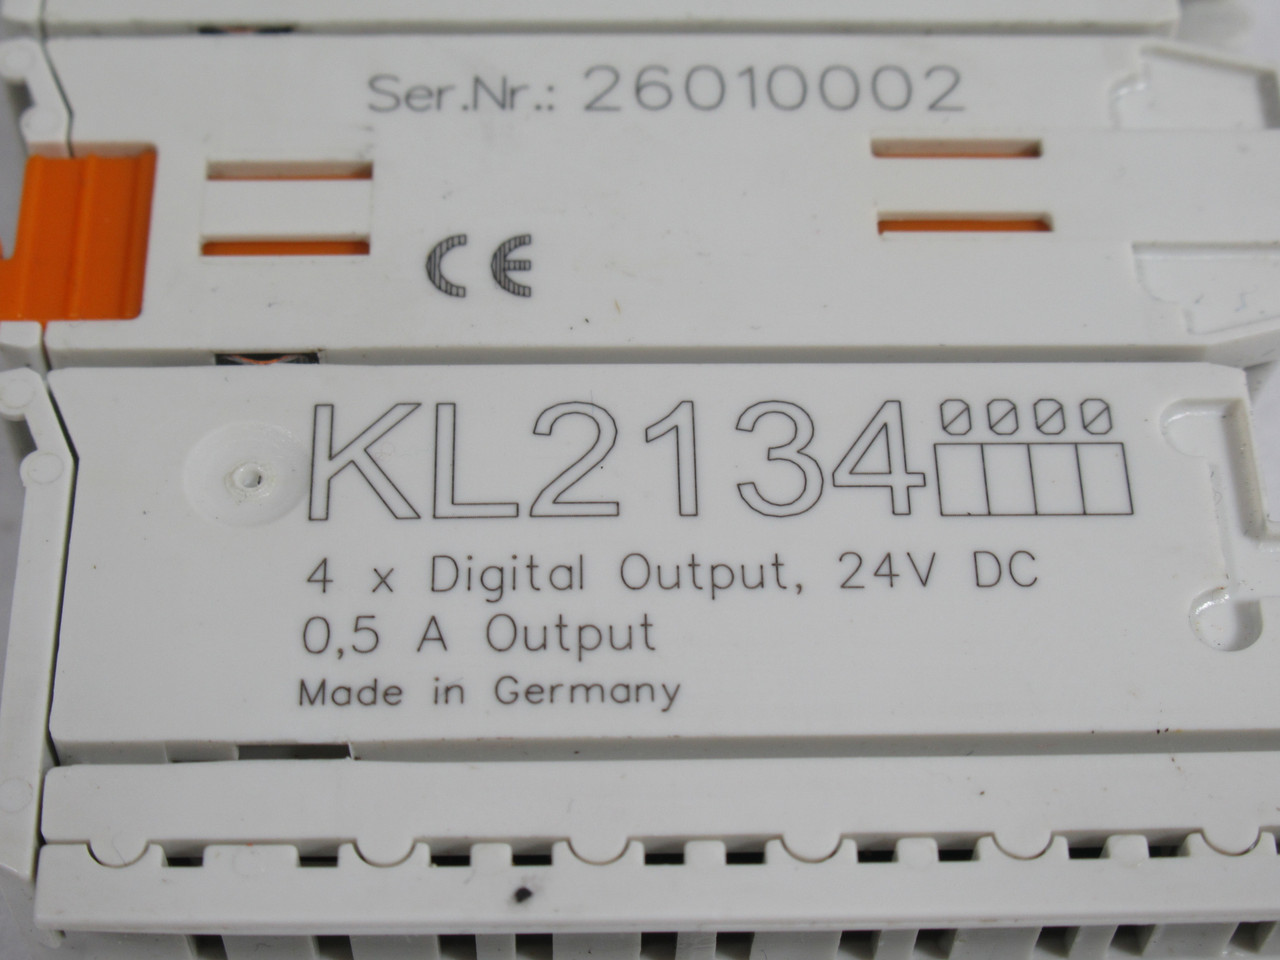 Ser.Nr.: 26010002
CE
KL2134 0000
4 x Digital Output, 24V DC
0,5 A Output
Made in Germany